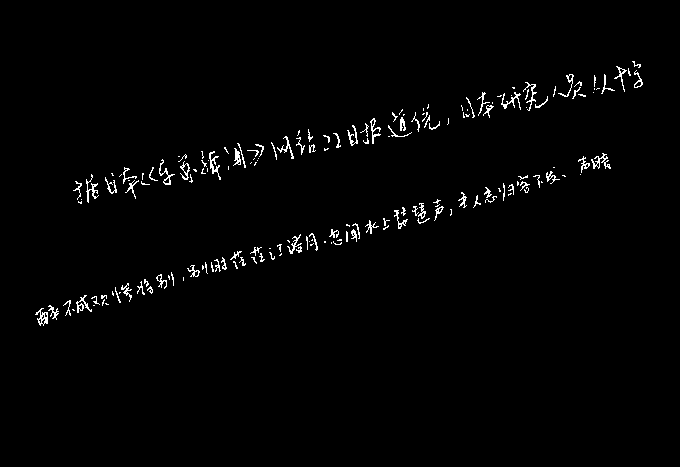 据日本《东京新闻》网站22日报道说，日本研究人员从十字
醉不成欢惨将别，别时茫茫江浸月.忽闻水上琵琶声，主人忘归客不发、声暗